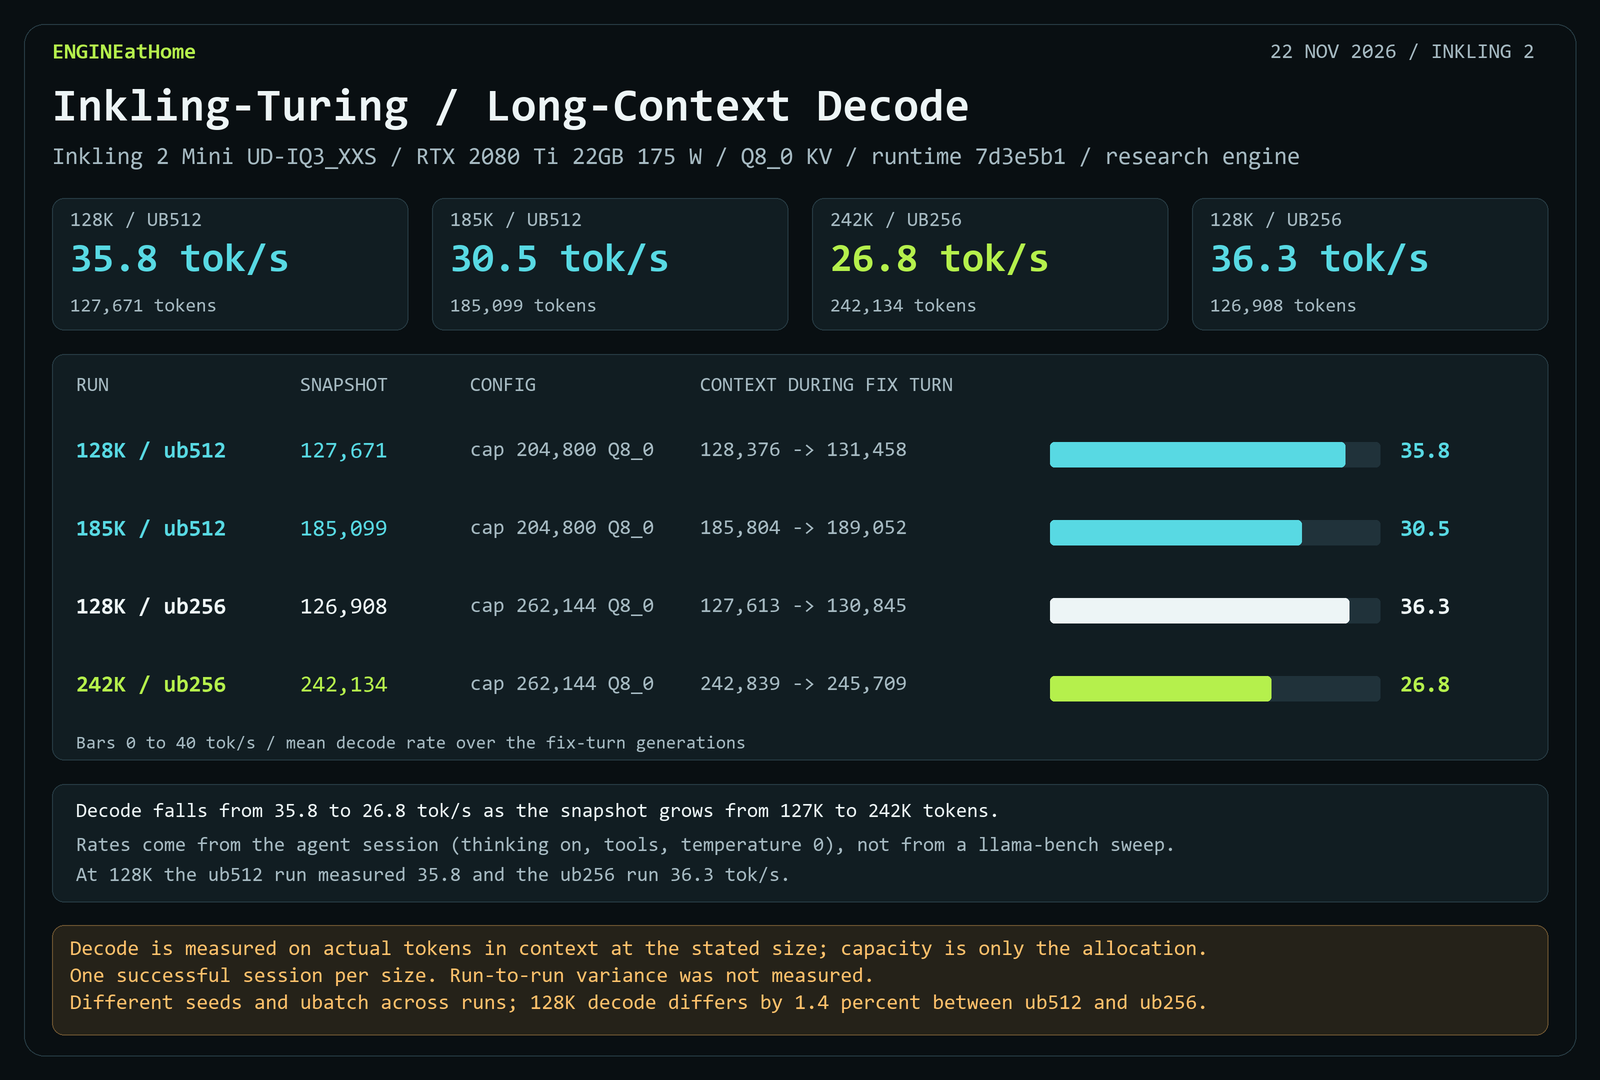 ENGINEatHome
22 NOV 2026 / INKLING 2
Inkling-Turing / Long-Context Decode
Inkling 2 Mini UD-IQ3_XXS / RTX 2080 Ti 22GB 175 W / Q8_0 KV / runtime 7d3e5b1 / research engine
128K / UB512
35.8 tok/s
127,671 tokens
185K / UB512
30.5 tok/s
185,099 tokens
242K / UB256
26.8 tok/s
242,134 tokens
128K / UB256
36.3 tok/s
126,908 tokens
RUN SNAPSHOT CONFIG CONTEXT DURING FIX TURN
128K / ub512 127,671 cap 204,800 Q8_0 128,376 -> 131,458 35.8
185K / ub512 185,099 cap 204,800 Q8_0 185,804 -> 189,052 30.5
128K / ub256 126,908 cap 262,144 Q8_0 127,613 -> 130,845 36.3
242K / ub256 242,134 cap 262,144 Q8_0 242,839 -> 245,709 26.8
Bars 0 to 40 tok/s / mean decode rate over the fix-turn generations
Decode falls from 35.8 to 26.8 tok/s as the snapshot grows from 127K to 242K tokens.
Rates come from the agent session (thinking on, tools, temperature 0), not from a llama-bench sweep.
At 128K the ub512 run measured 35.8 and the ub256 run 36.3 tok/s.
Decode is measured on actual tokens in context at the stated size; capacity is only the allocation.
One successful session per size. Run-to-run variance was not measured.
Different seeds and ubatch across runs; 128K decode differs by 1.4 percent between ub512 and ub256.